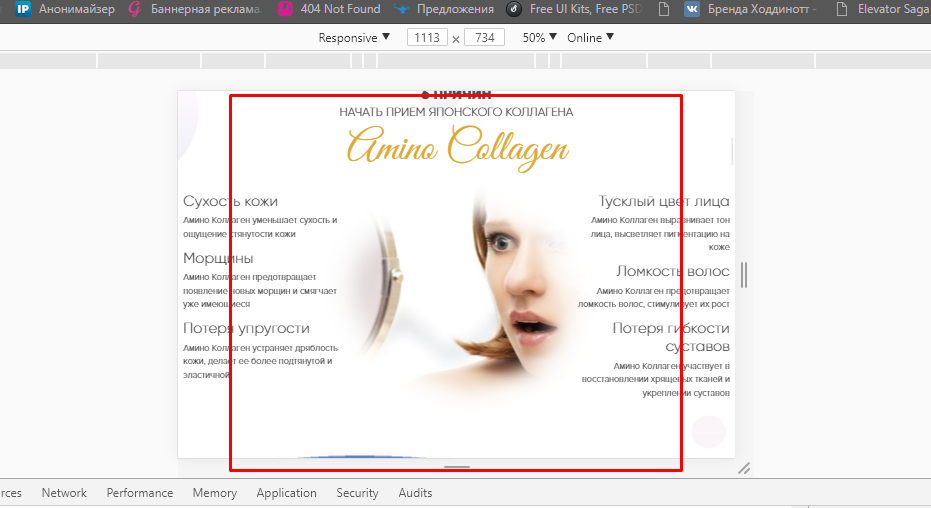 IP Анонимайзер
Баннерная реклама,
404 Not Found
Предложения
Free UI Kits, Free PSD
Бренда Ходдинотт -
Elevator Saga
Responsive ▼ 1113 × 734 50% ▼ Online ▼
6 ПРИЧИН
НАЧАТЬ ПРИЕМ ЯПОНСКОГО КОЛЛАГЕНА
Amino Collagen
Сухость кожи
Амино Коллаген уменьшает сухость и
ощущение стянутости кожи
Морщины
Амино Коллаген предотвращает
появление новых морщин и смягчает
уже имеющиеся
Потеря упругости
Амино Коллаген устраняет дряблость
кожи, делает ее более подтянутой и
эластичной
Тусклый цвет лица
Амино Коллаген выравнивает тон
лица, высветляет пигментацию на
коже
Ломкость волос
Амино Коллаген предотвращает
ломкость волос, стимулирует их рост
Потеря гибкости
суставов
Амино Коллаген участвует в
восстановлении хрящевых тканей и
укреплении суставов
rces Network Performance Memory Application Security Audits